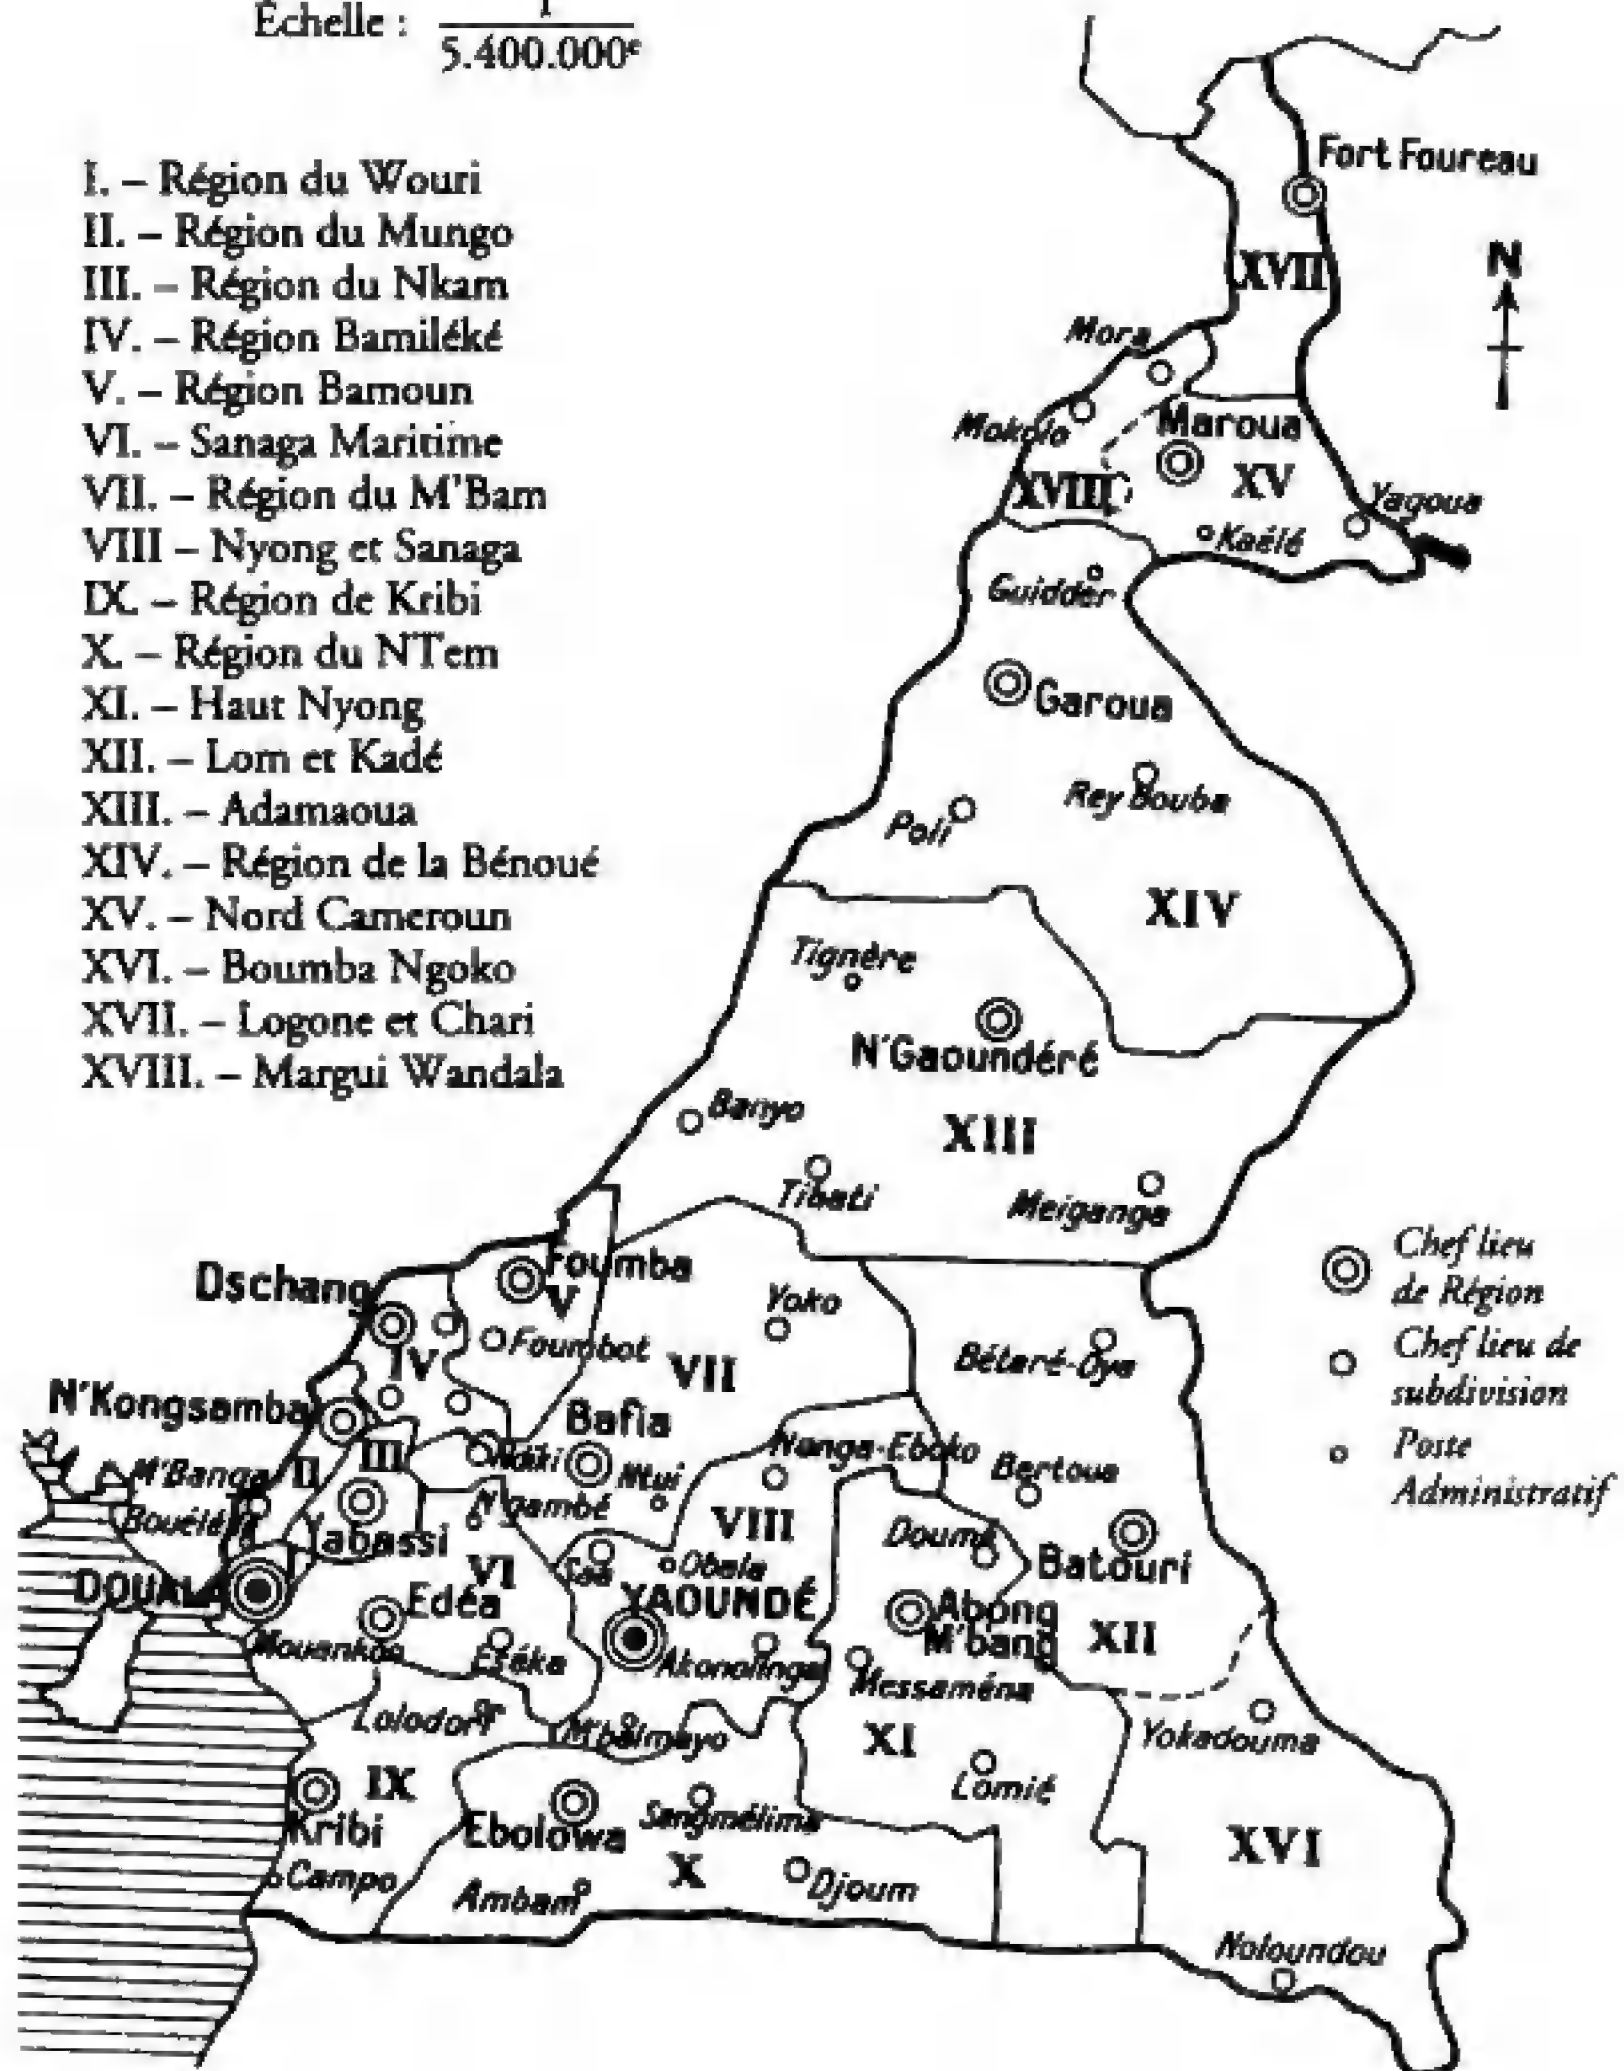 Échelle : 1
5.400.000e
I. – Région du Wouri
II. – Région du Mungo
III. – Région du Nkam
IV. – Région Bamiléké
V. – Région Bamoun
VI. – Sanaga Maritime
VII. – Région du M'Bam
VIII – Nyong et Sanaga
IX. – Région de Kribi
X. – Région du NTem
XI. – Haut Nyong
XII. – Lom et Kadé
XIII. – Adamaoua
XIV. – Région de la Bénoué
XV. – Nord Cameroun
XVI. – Boumba Ngoko
XVII. – Logone et Chari
XVIII. – Margui Wandala
Fort Foureau
N
XVII
Mora
Mokolo
Maroua
XV
XVIII
Yagoua
Kaélé
Guidder
Garoua
Rey Bouba
Poli
XIV
Tignère
N'Gaoundéré
Banyo
XIII
Tibati
Meiganga
Chef lieu
de Région
Chef lieu de
subdivision
Poste
Administratif
Dschang
Foumba
V
Yoko
Foumbot
IV
VII
Bétaré-Oya
N'Kongsamba
Bafia
III
Ndiki
Ntui
Nanga-Eboko
Bertoua
M'Banga
II
N'gambé
VIII
Doumé
Yabassi
VI
Saa
Obala
Batouri
DOUALA
Edéa
YAOUNDÉ
Abong
M'bang
XII
Mouankoo
Eséka
Akonolinga
Messaména
Lolodorf
M'balmayo
XI
Yokadouma
Lomié
IX
Kribi
Ebolowa
Sangmélima
XVI
Campo
Ambam
X
Djoum
Noloundou